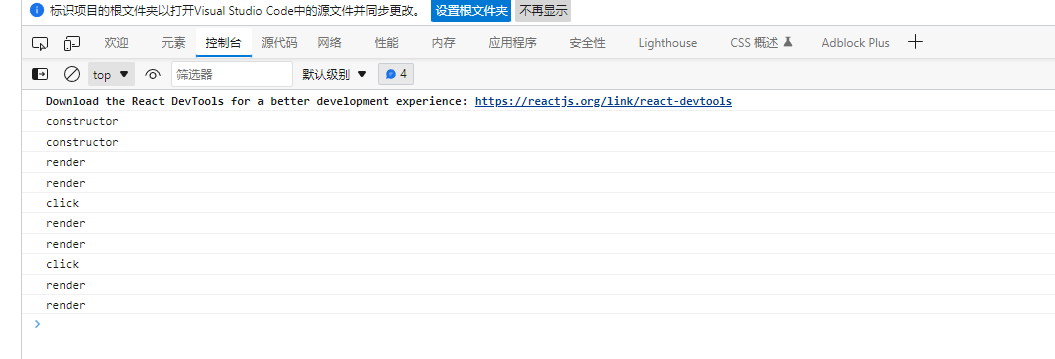 标识项目的根文件夹以打开Visual Studio Code中的源文件并同步更改。 设置根文件夹 不再显示
欢迎 元素 控制台 源代码 网络 性能 内存 应用程序 安全性 Lighthouse CSS 概述 Adblock Plus
top 筛选器 默认级别 4
Download the React DevTools for a better development experience: https://reactjs.org/link/react-devtools
constructor
constructor
render
render
click
render
render
click
render
render